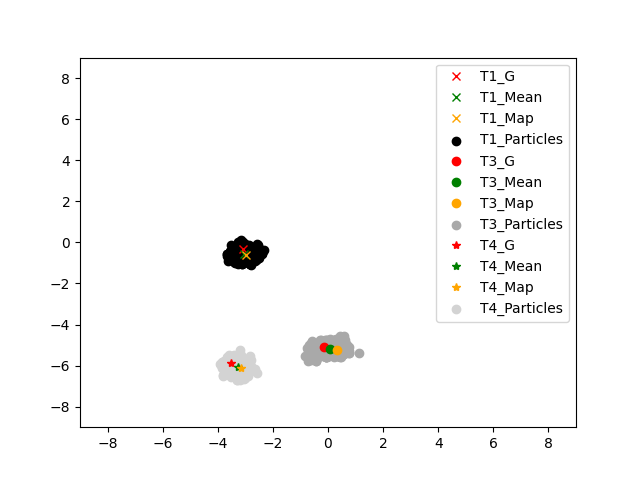 T1_G
T1_Mean
T1_Map
T1_Particles
T3_G
T3_Mean
T3_Map
T3_Particles
T4_G
T4_Mean
T4_Map
T4_Particles
8
6
4
2
0
−2
−4
−6
−8
−8 −6 −4 −2 0 2 4 6 8